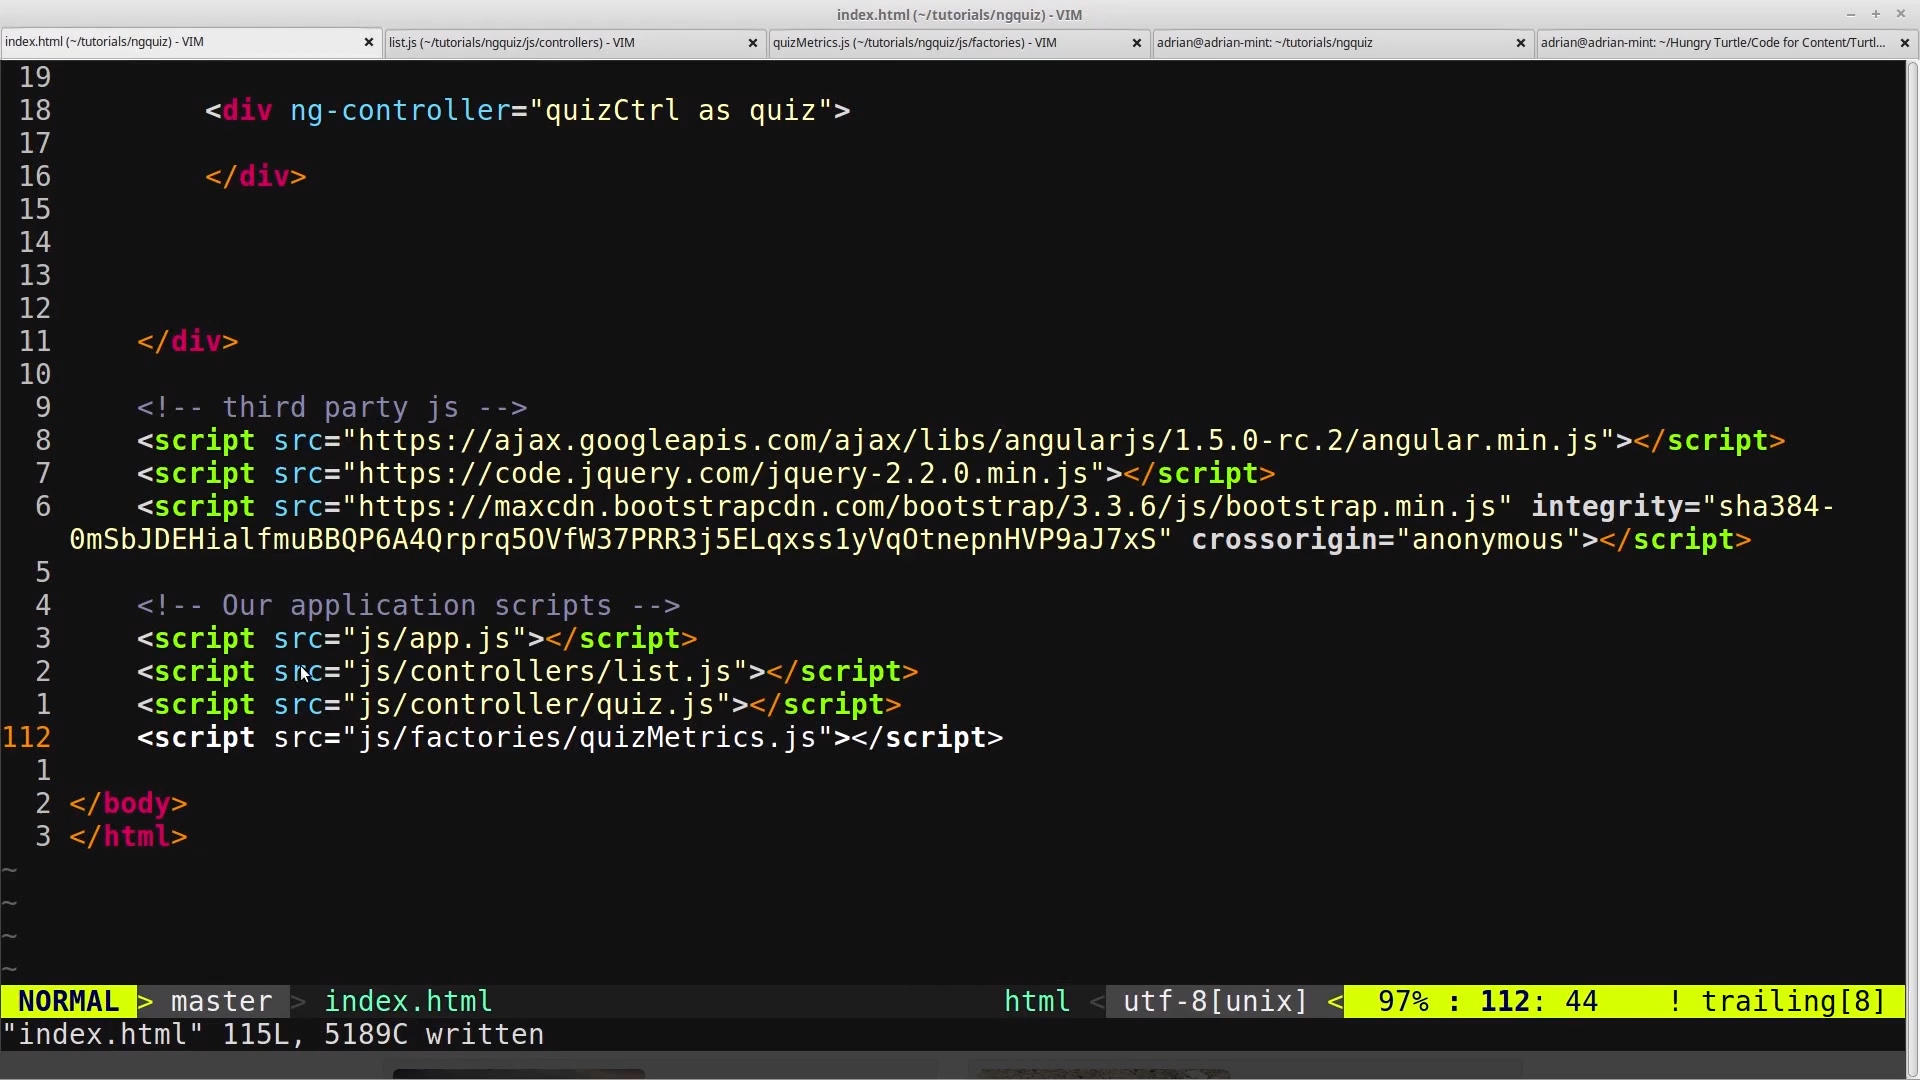 index.html (~/tutorials/ngquiz) - VIM
index.html (~/tutorials/ngquiz) - VIM
list.js (~/tutorials/ngquiz/js/controllers) - VIM
quizMetrics.js (~/tutorials/ngquiz/js/factories) - VIM
adrian@adrian-mint: ~/tutorials/ngquiz
adrian@adrian-mint: ~/Hungry Turtle/Code for Content/Turtl...
19
18 <div ng-controller="quizCtrl as quiz">
17
16 </div>
15
14
13
12
11 </div>
10
9 <!-- third party js -->
8 <script src="https://ajax.googleapis.com/ajax/libs/angularjs/1.5.0-rc.2/angular.min.js"></script>
7 <script src="https://code.jquery.com/jquery-2.2.0.min.js"></script>
6 <script src="https://maxcdn.bootstrapcdn.com/bootstrap/3.3.6/js/bootstrap.min.js" integrity="sha384-
0mSbJDEHialfmuBBQP6A4Qrprq5OVfW37PRR3j5ELqxss1yVqOtnepnHVP9aJ7xS" crossorigin="anonymous"></script>
5
4 <!-- Our application scripts -->
3 <script src="js/app.js"></script>
2 <script src="js/controllers/list.js"></script>
1 <script src="js/controller/quiz.js"></script>
112 <script src="js/factories/quizMetrics.js"></script>
1
2 </body>
3 </html>
~
~
~
~
NORMAL > master > index.html html < utf-8[unix] < 97% : 112: 44 ! trailing[8]
"index.html" 115L, 5189C written